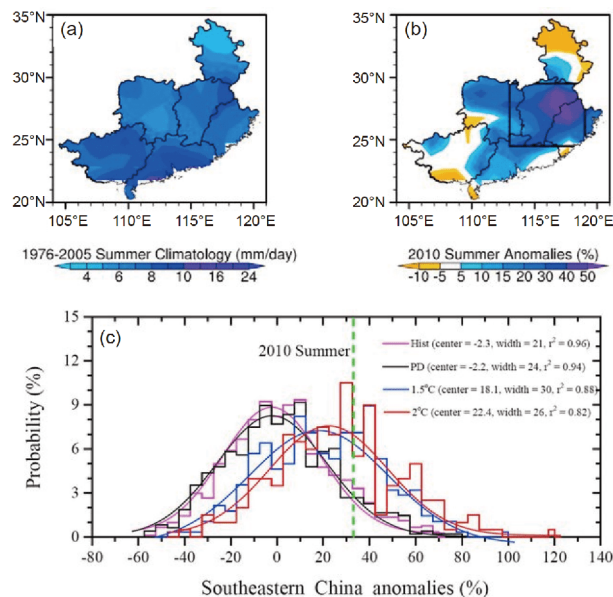 (a)
(b)
35°N
30°N
25°N
20°N
105°E 110°E 115°E 120°E
35°N
30°N
25°N
20°N
105°E 110°E 115°E 120°E
1976-2005 Summer Climatology (mm/day)
4 6 8 10 16 24
2010 Summer Anomalies (%)
-10 -5 5 10 20 30 40 50
(c)
2010 Summer
Hist (center = -2.3, width = 21, r² = 0.96)
PD (center = -2.2, width = 24, r² = 0.94)
1.5°C (center = 18.1, width = 30, r² = 0.88)
2°C (center = 22.4, width = 26, r² = 0.82)
Probability (%)
15
12
9
6
3
0
-80 -60 -40 -20 0 20 40 60 80 100 120 140
Southeastern China anomalies (%)